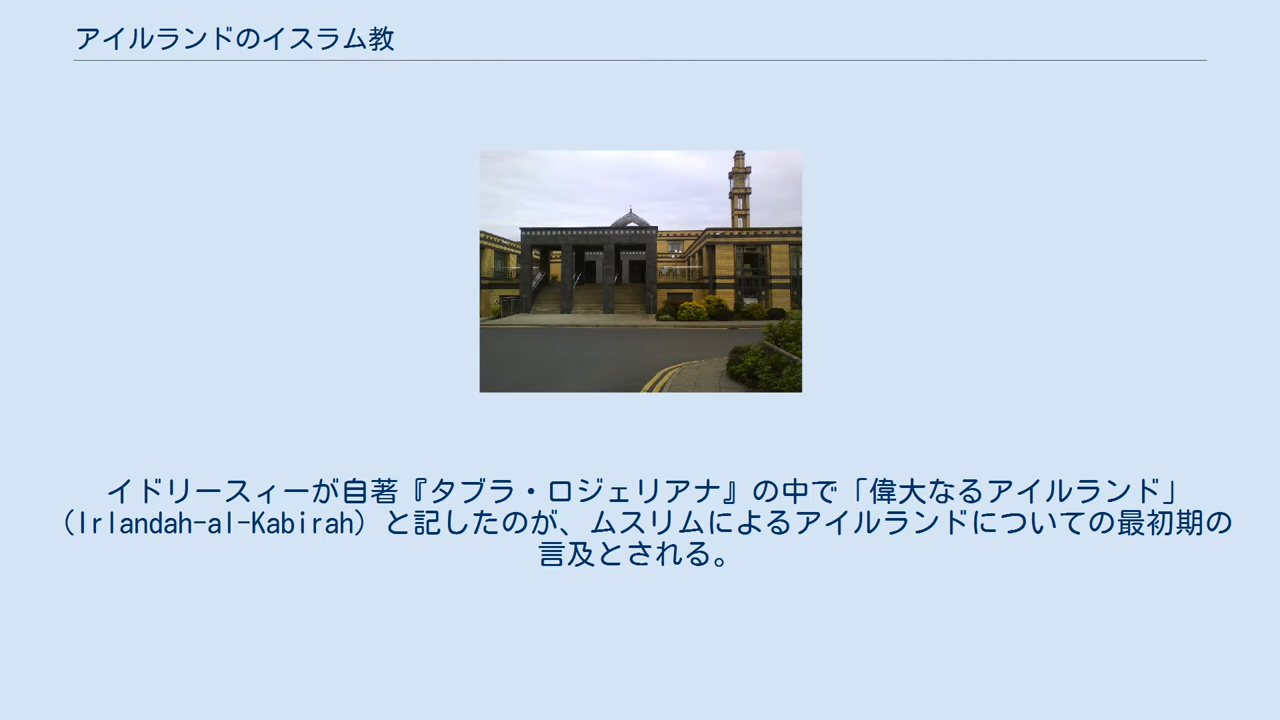 アイルランドのイスラム教
イドリースィーが自著『タブラ・ロジェリアナ』の中で「偉大なるアイルランド」
（Irlandah-al-Kabirah）と記したのが、ムスリムによるアイルランドについての最初期の
言及とされる。